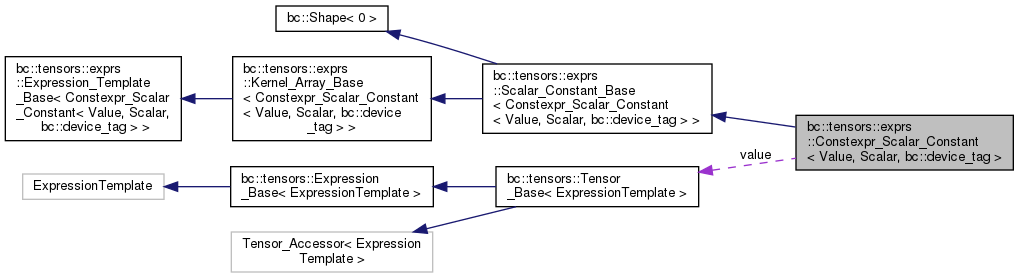 bc::Shape< 0 >
bc::tensors::exprs
::Expression_Template
_Base< Constexpr_Scalar
_Constant< Value, Scalar,
bc::device_tag > >
bc::tensors::exprs
::Kernel_Array_Base
< Constexpr_Scalar_Constant
< Value, Scalar, bc::device
_tag > >
bc::tensors::exprs
::Scalar_Constant_Base
< Constexpr_Scalar_Constant
< Value, Scalar, bc::device_tag > >
bc::tensors::exprs
::Constexpr_Scalar_Constant
< Value, Scalar, bc::device_tag >
value
ExpressionTemplate
bc::tensors::Expression
_Base< ExpressionTemplate >
bc::tensors::Tensor
_Base< ExpressionTemplate >
Tensor_Accessor< Expression
Template >